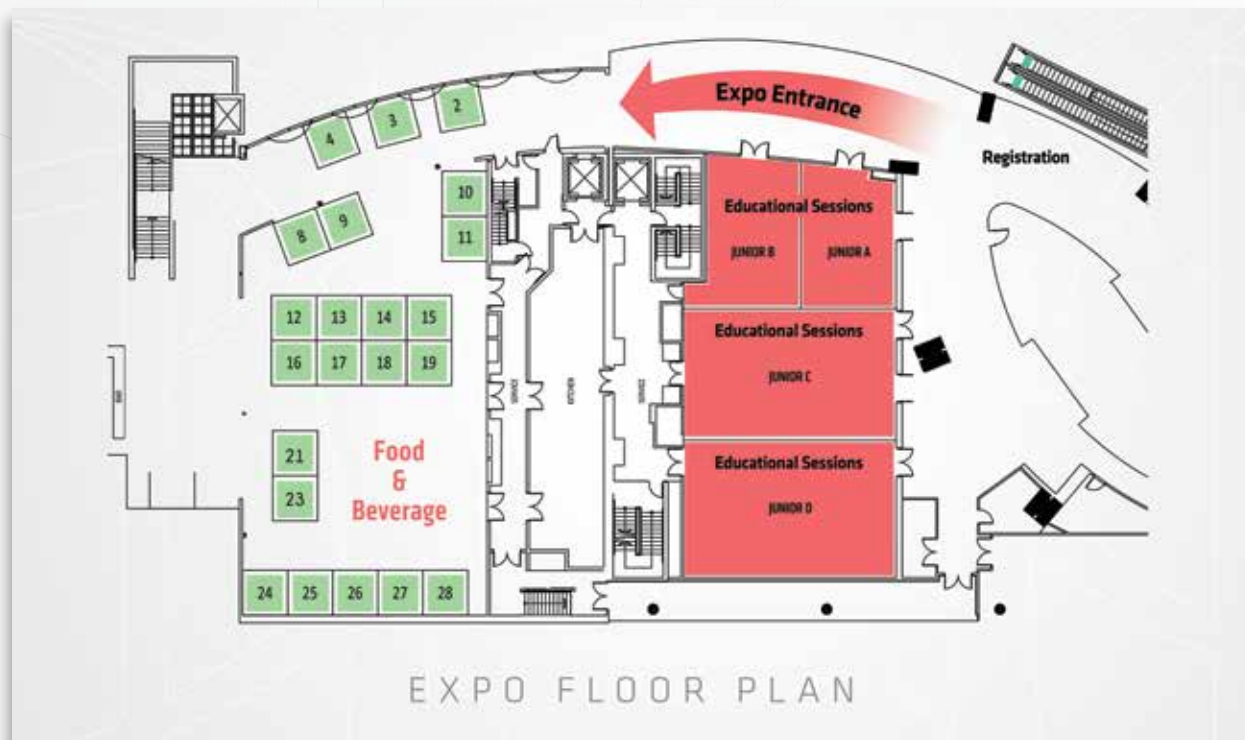 Expo Entrance
Registration
2
3
4
8
9
10
11
Educational Sessions
JUNIOR B
JUNIOR A
12
13
14
15
16
17
18
19
Educational Sessions
JUNIOR C
21
23
Food
&
Beverage
Educational Sessions
JUNIOR D
24
25
26
27
28
EXPO FLOOR PLAN